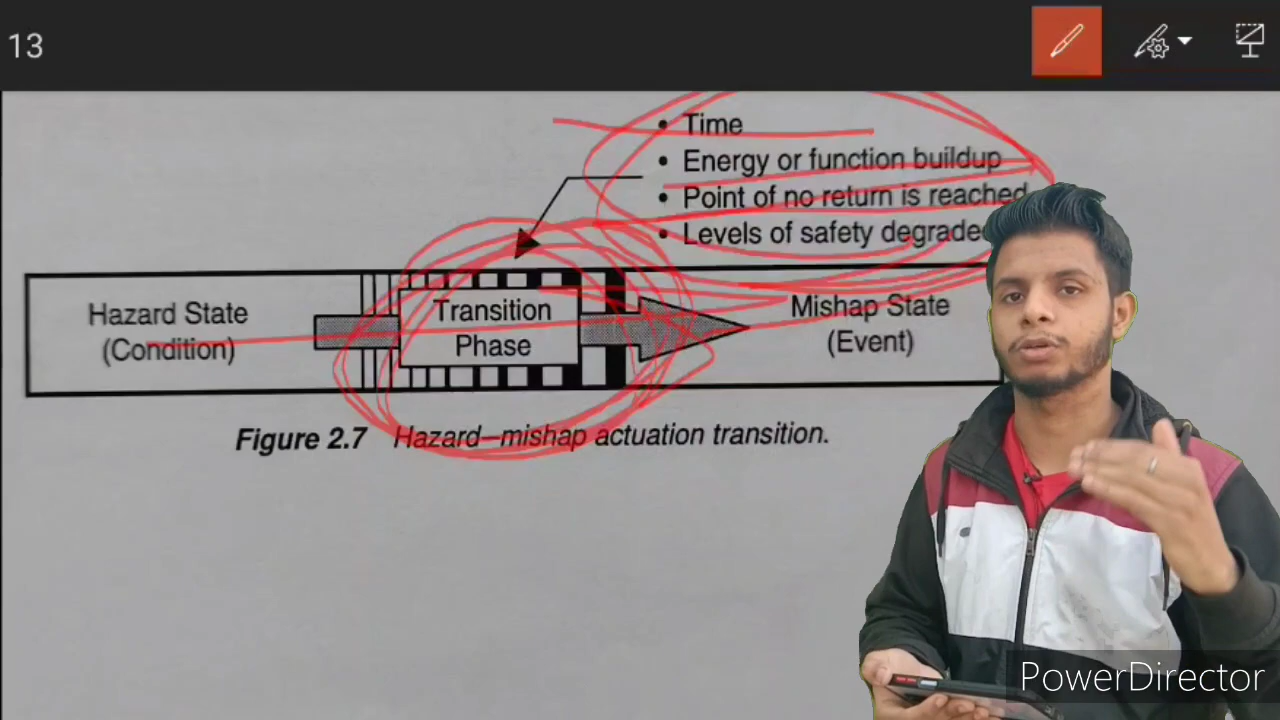 13
• Time
• Energy or function buildup
• Point of no return is reached
• Levels of safety degrade
Hazard State
(Condition)
Transition
Phase
Mishap State
(Event)
Figure 2.7 Hazard–mishap actuation transition.
PowerDirector